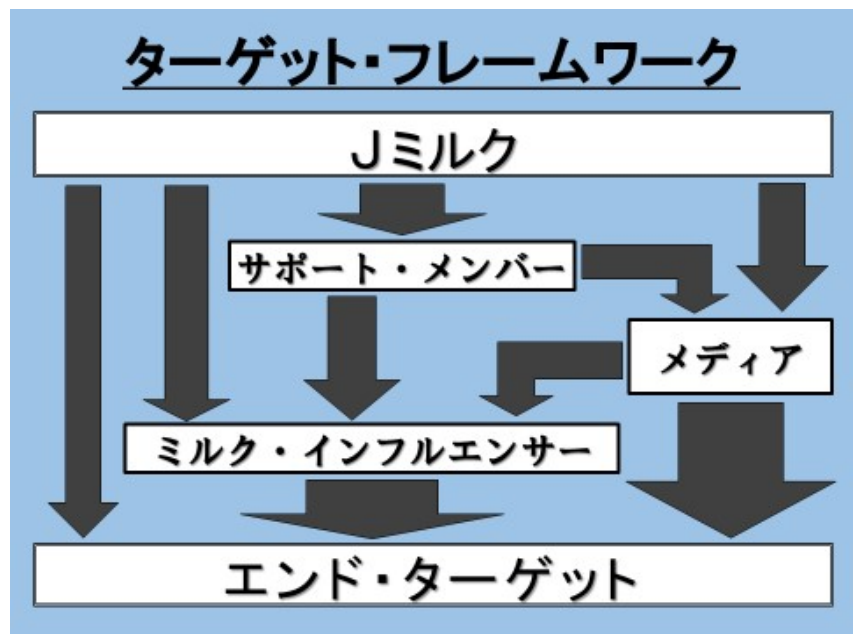 ターゲット・フレームワーク
Jミルク
サポート・メンバー
メディア
ミルク・インフルエンサー
エンド・ターゲット